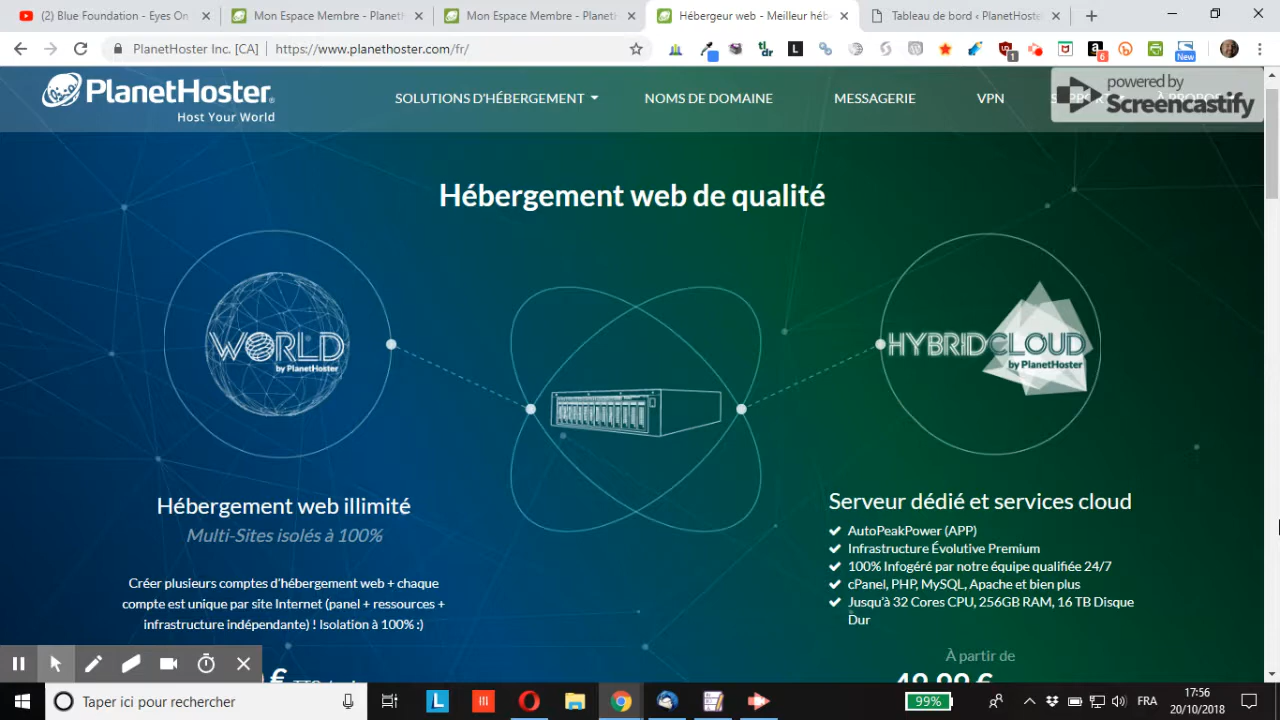 (2) Blue Foundation - Eyes On
Mon Espace Membre - Planet
Mon Espace Membre - Planet
Hébergeur web - Meilleur héb
Tableau de bord ‹ PlanetHoste
PlanetHoster Inc. [CA] | https://www.planethoster.com/fr/
PlanetHoster
Host Your World
SOLUTIONS D'HÉBERGEMENT
NOMS DE DOMAINE
MESSAGERIE
VPN
powered by
Screencastify
Hébergement web de qualité
WORLD
by PlanetHoster
HYBRIDCLOUD
by PlanetHoster
Hébergement web illimité
Multi-Sites isolés à 100%
Créer plusieurs comptes d'hébergement web + chaque
compte est unique par site Internet (panel + ressources +
infrastructure indépendante) ! Isolation à 100% :)
Serveur dédié et services cloud
AutoPeakPower (APP)
Infrastructure Évolutive Premium
100% Infogéré par notre équipe qualifiée 24/7
cPanel, PHP, MySQL, Apache et bien plus
Jusqu'à 32 Cores CPU, 256GB RAM, 16 TB Disque
Dur
À partir de
Taper ici pour rechercher
99%
FRA
17:56
20/10/2018